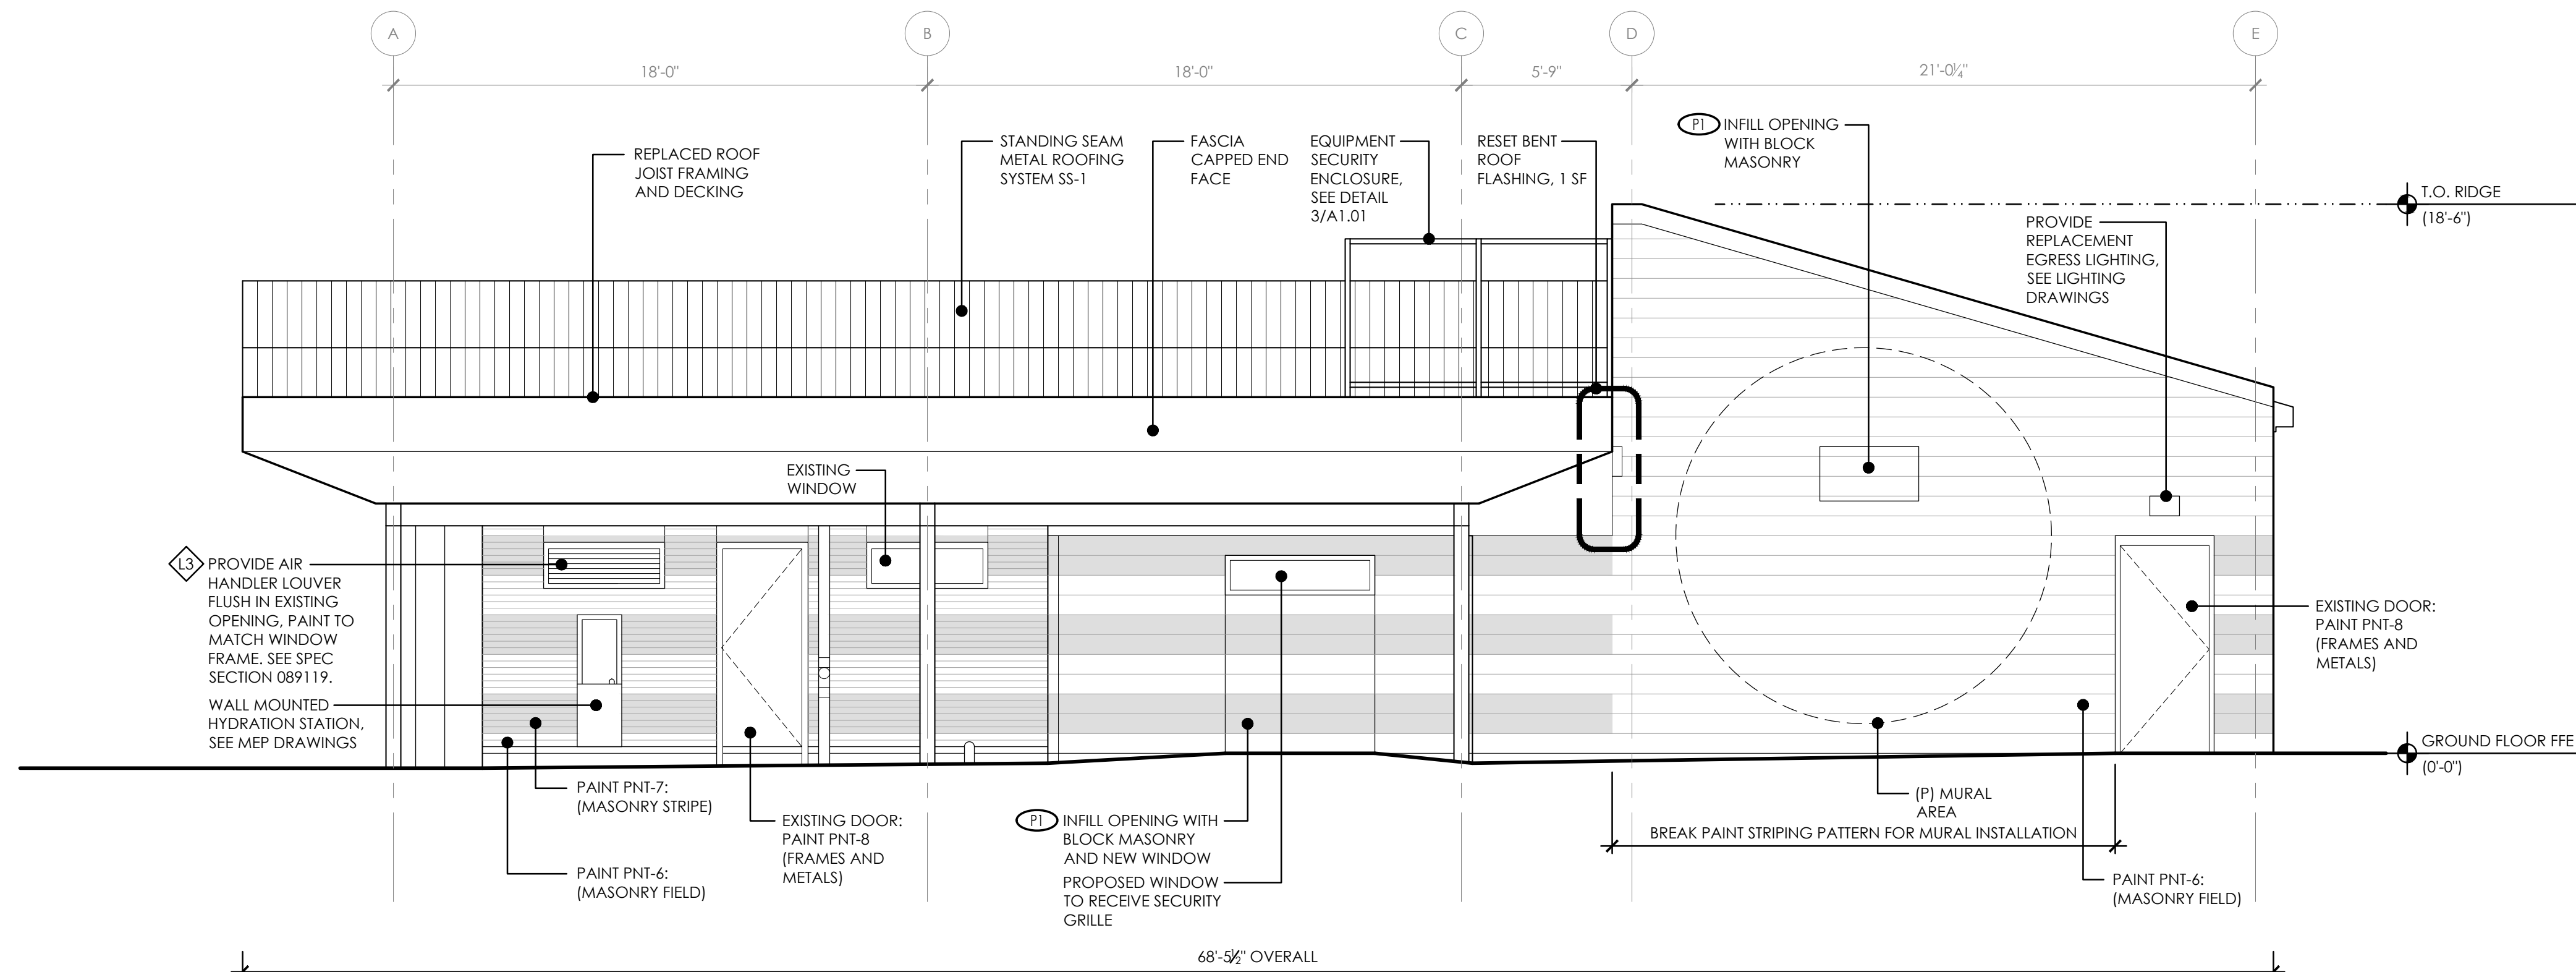 A
B
C
D
E
18'-0"
18'-0"
5'-9"
21'-0¼"
REPLACED ROOF
JOIST FRAMING
AND DECKING
STANDING SEAM
METAL ROOFING
SYSTEM SS-1
FASCIA
CAPPED END
FACE
EQUIPMENT
SECURITY
ENCLOSURE,
SEE DETAIL
3/A1.01
RESET BENT
ROOF
FLASHING, 1 SF
P1
INFILL OPENING
WITH BLOCK
MASONRY
PROVIDE
REPLACEMENT
EGRESS LIGHTING,
SEE LIGHTING
DRAWINGS
T.O. RIDGE
(18'-6")
EXISTING
WINDOW
L3
PROVIDE AIR
HANDLER LOUVER
FLUSH IN EXISTING
OPENING, PAINT TO
MATCH WINDOW
FRAME. SEE SPEC
SECTION 089119.
WALL MOUNTED
HYDRATION STATION,
SEE MEP DRAWINGS
EXISTING DOOR:
PAINT PNT-8
(FRAMES AND
METALS)
GROUND FLOOR FFE
(0'-0")
PAINT PNT-7:
(MASONRY STRIPE)
PAINT PNT-6:
(MASONRY FIELD)
EXISTING DOOR:
PAINT PNT-8
(FRAMES AND
METALS)
P1
INFILL OPENING WITH
BLOCK MASONRY
AND NEW WINDOW
PROPOSED WINDOW
TO RECEIVE SECURITY
GRILLE
(P) MURAL
AREA
BREAK PAINT STRIPING PATTERN FOR MURAL INSTALLATION
PAINT PNT-6:
(MASONRY FIELD)
68'-5½" OVERALL